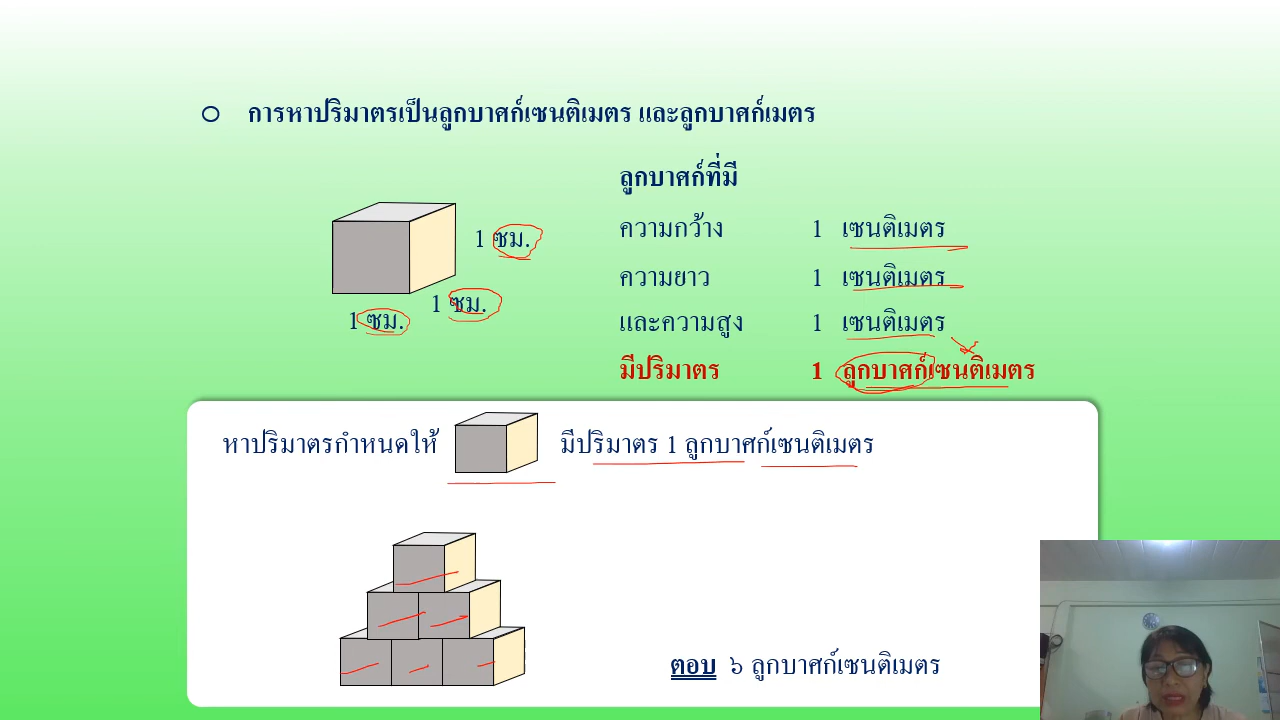 การหาปริมาตรเป็นลูกบาศก์เซนติเมตร และลูกบาศก์เมตร
ลูกบาศก์ที่มี
1 ซม.
1 ซม.
1 ซม.
ความกว้าง 1 เซนติเมตร
ความยาว 1 เซนติเมตร
และความสูง 1 เซนติเมตร
มีปริมาตร 1 ลูกบาศก์เซนติเมตร
หาปริมาตรกำหนดให้ มีปริมาตร 1 ลูกบาศก์เซนติเมตร
ตอบ ๖ ลูกบาศก์เซนติเมตร